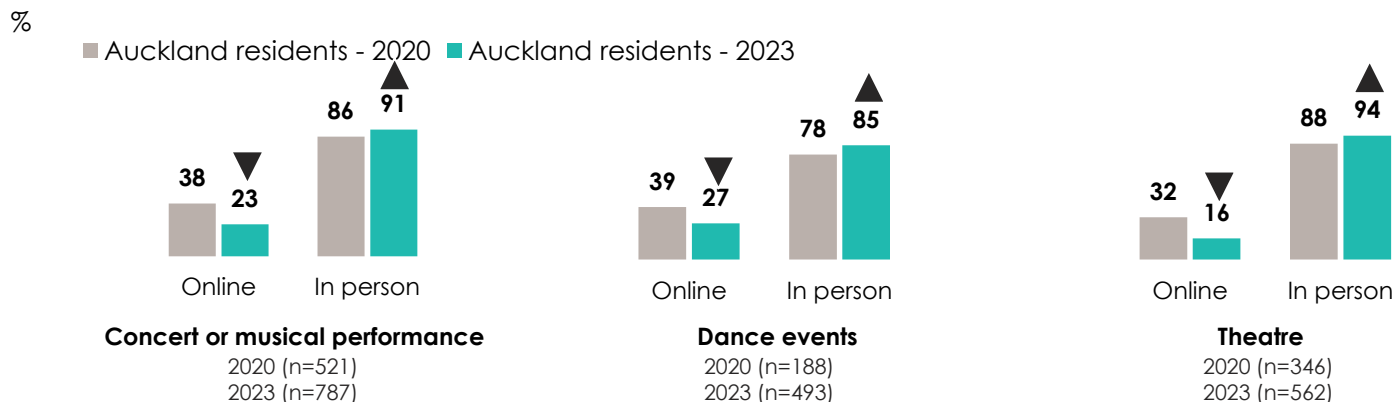 %
Auckland residents - 2020 Auckland residents - 2023
38 23 86 91
39 27 78 85
32 16 88 94
Online In person
Online In person
Online In person
Concert or musical performance
2020 (n=521)
2023 (n=787)
Dance events
2020 (n=188)
2023 (n=493)
Theatre
2020 (n=346)
2023 (n=562)